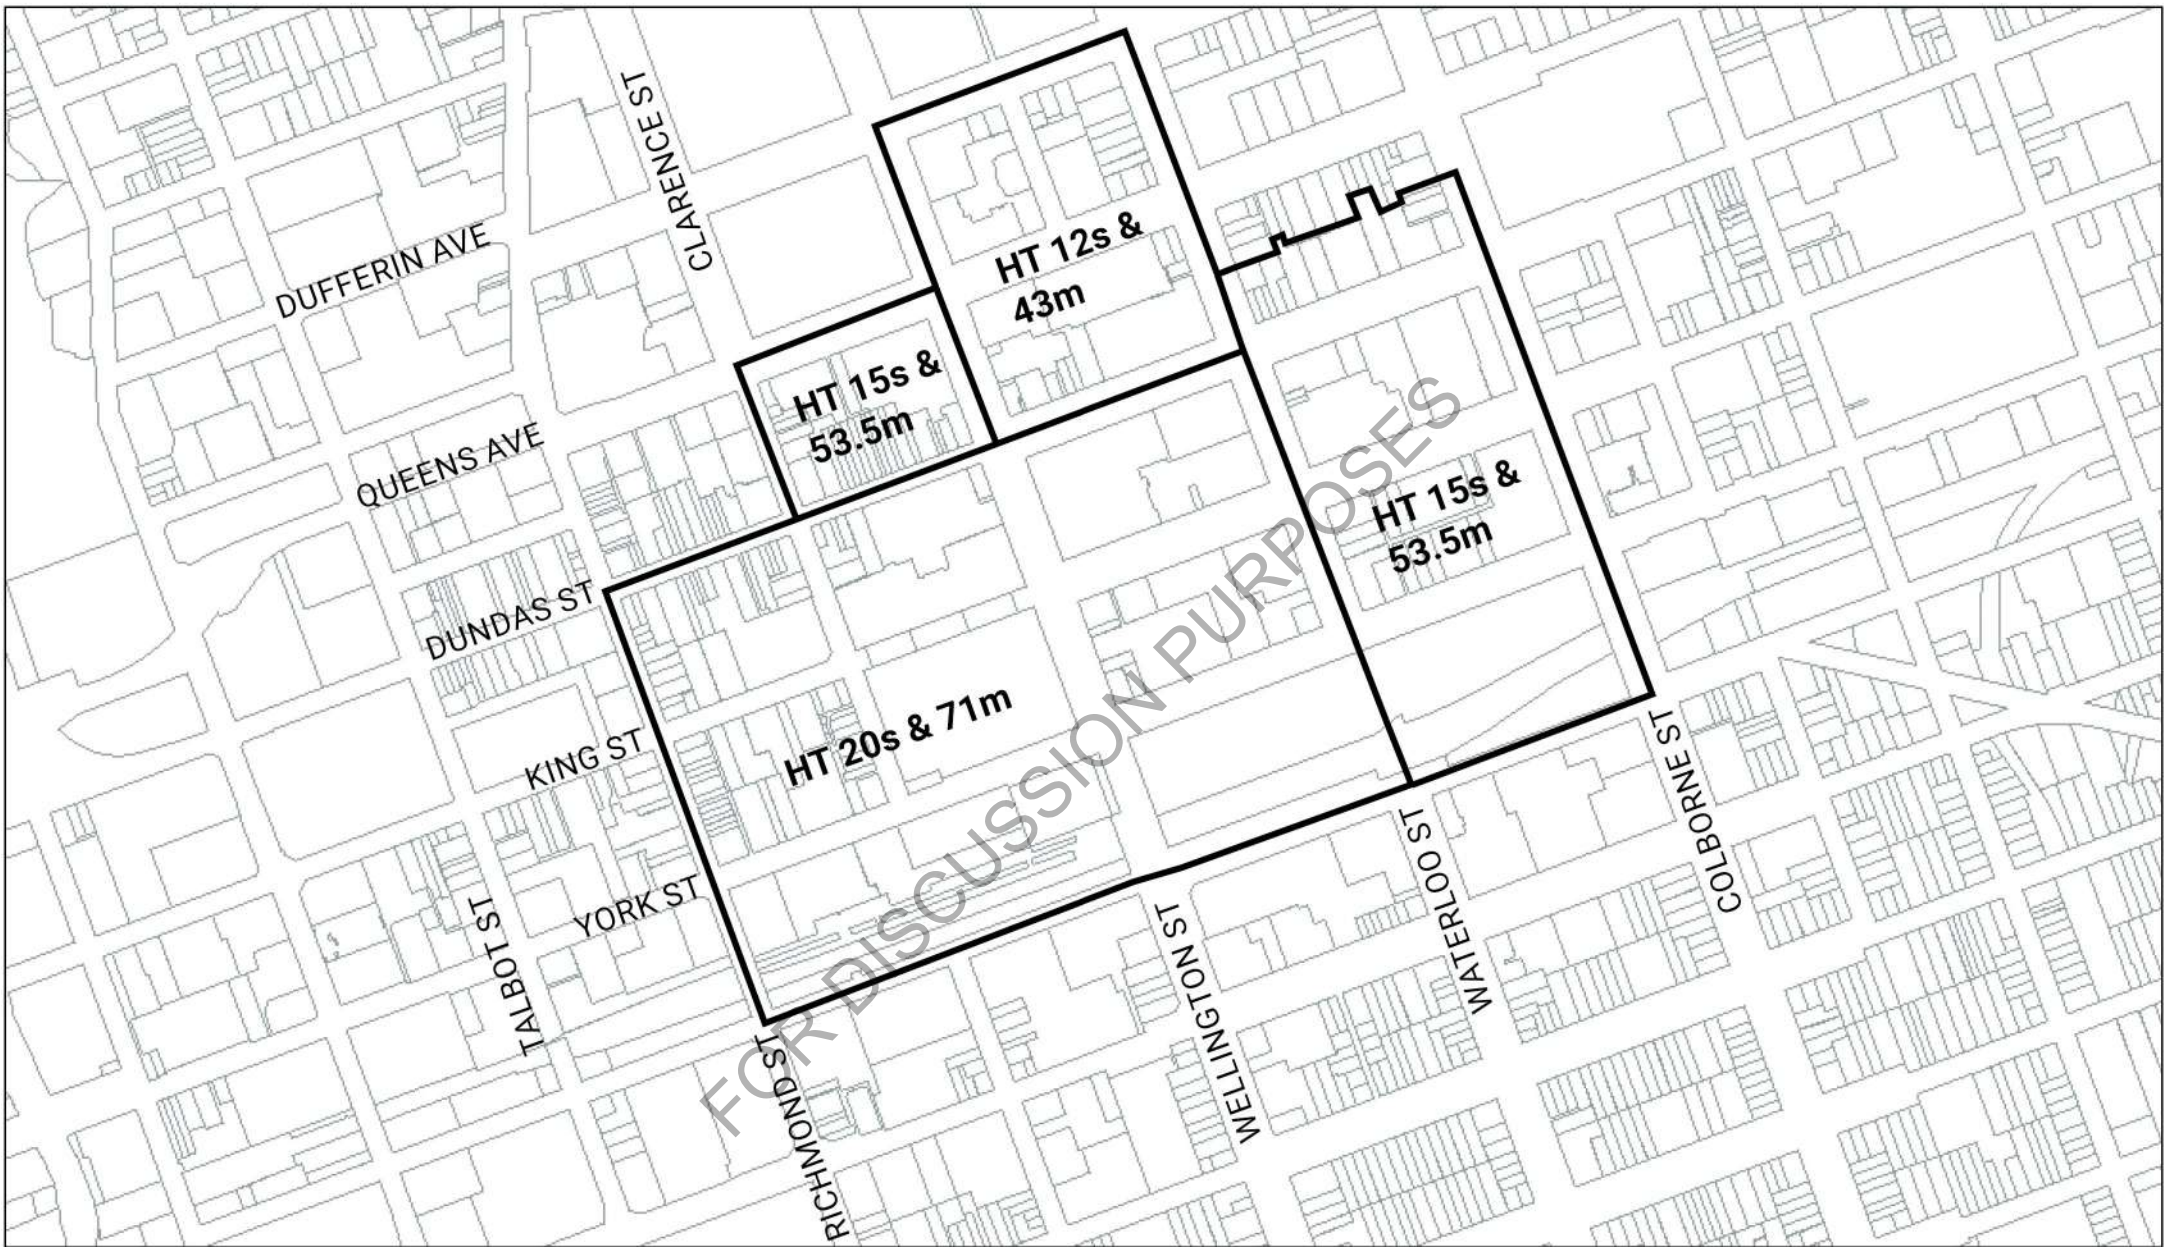 CLARENCE ST
DUFFERIN AVE
HT 12s &
43m
HT 15s &
53.5m
QUEENS AVE
HT 15s &
53.5m
DUNDAS ST
HT 20s & 71m
KING ST
YORK ST
TALBOT ST
RICHMOND ST
WELLINGTON ST
WATERLOO ST
COLBORNE ST
FOR DISCUSSION PURPOSES